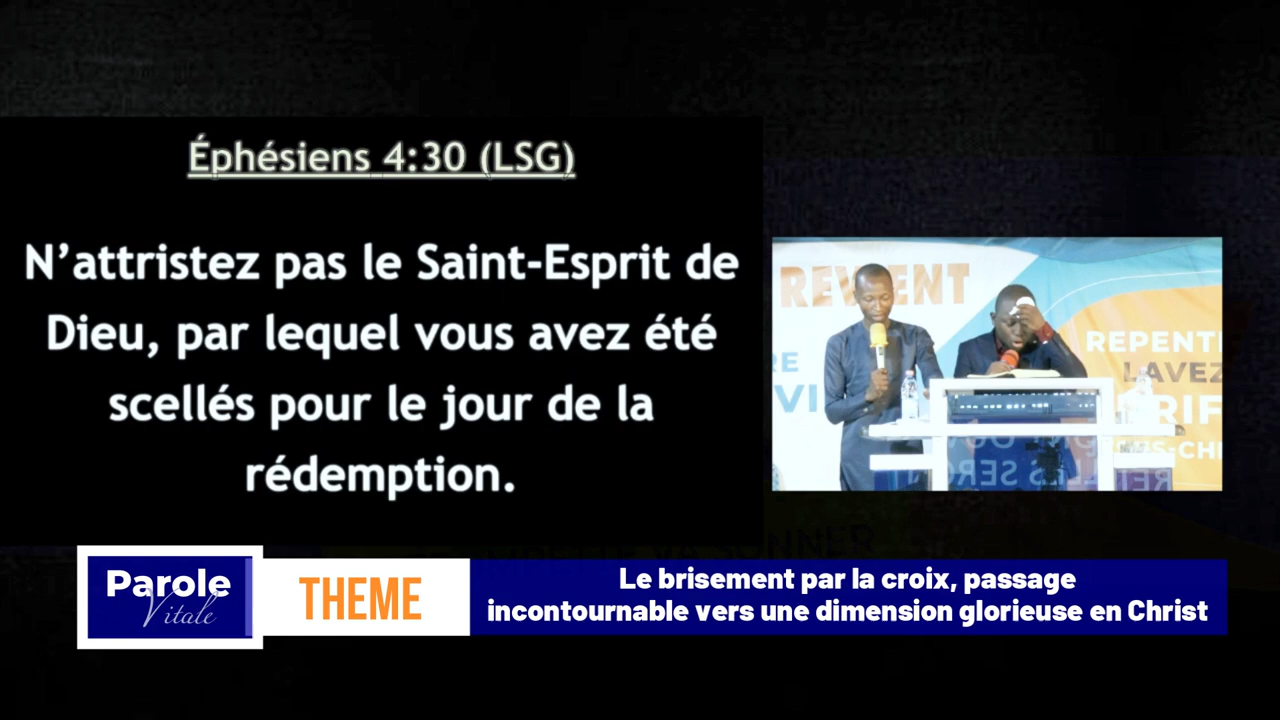 Éphésiens 4:30 (LSG)
N’attristez pas le Saint-Esprit de
Dieu, par lequel vous avez été
scellés pour le jour de la
rédemption.
REPENT
LAVEZ
Parole
Vitale
THEME
Le brisement par la croix, passage
incontournable vers une dimension glorieuse en Christ